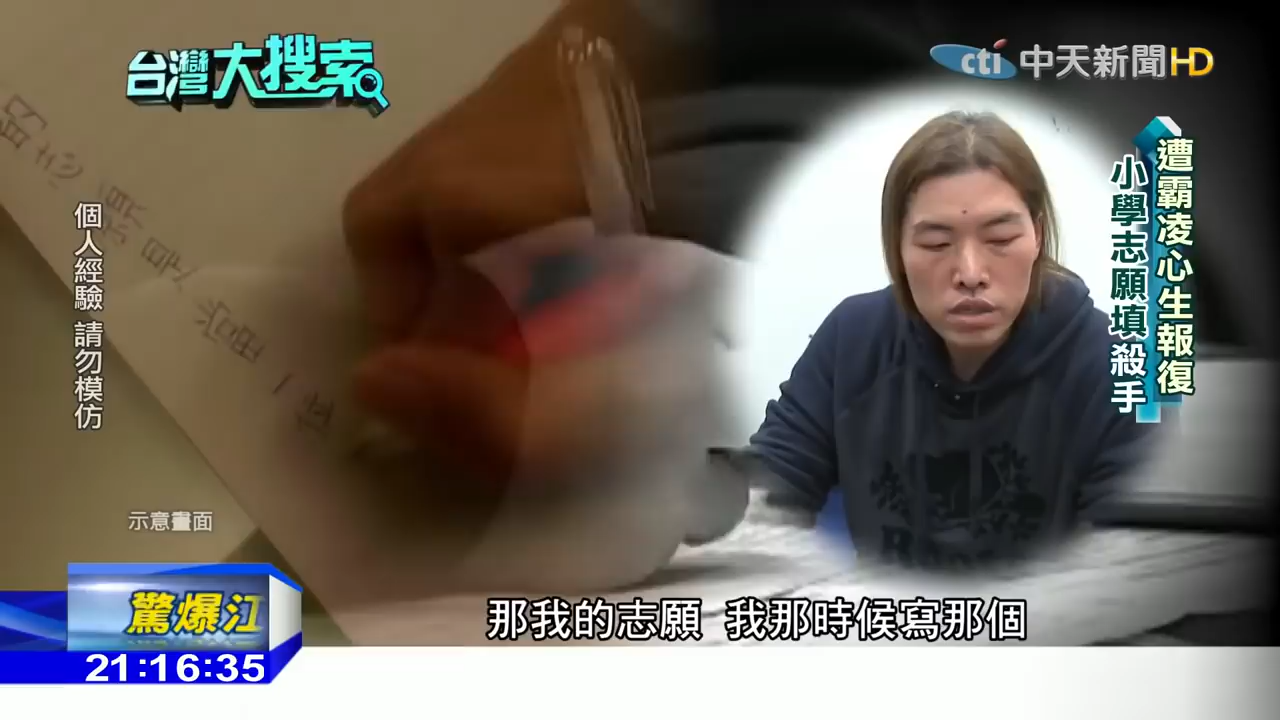 台灣大搜索
cti 中天新聞HD
遭霸凌心生報復
小學志願填殺手
個人經驗 請勿模仿
示意畫面
那我的志願 我那時候寫那個
驚爆江
21:16:35